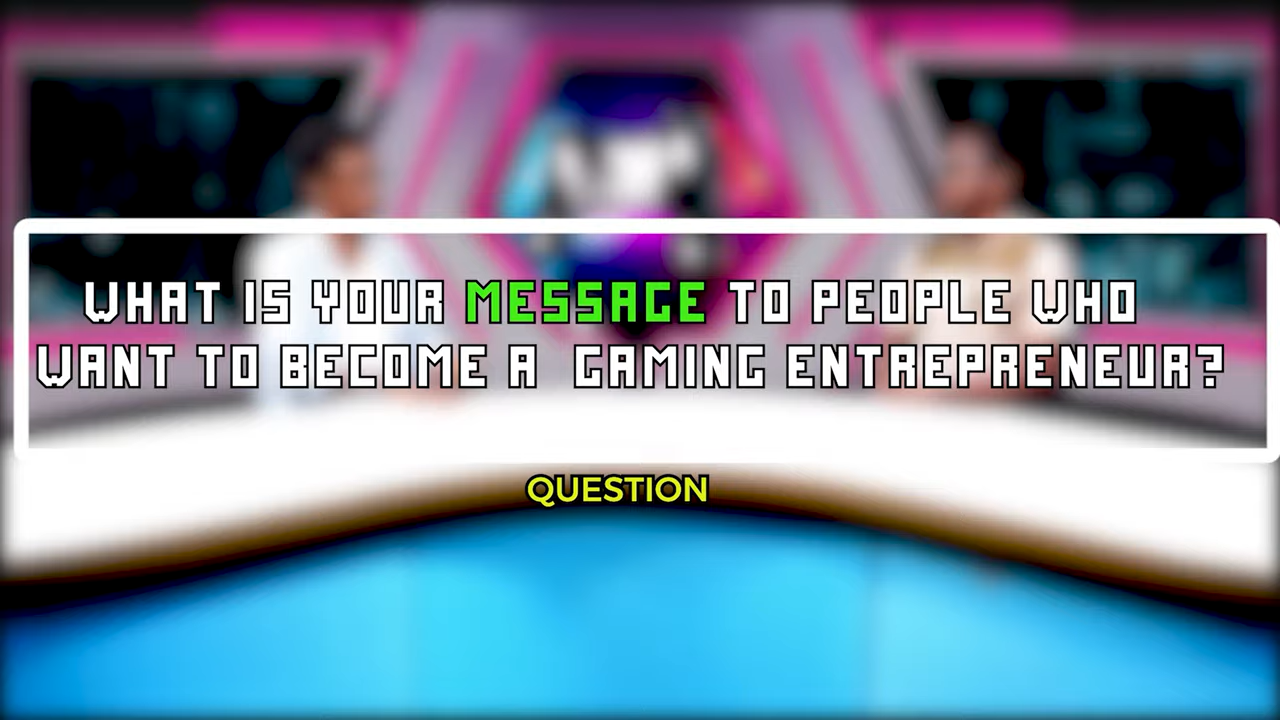 WHAT IS YOUR MESSAGE TO PEOPLE WHO
WANT TO BECOME A GAMING ENTREPRENEUR?
QUESTION